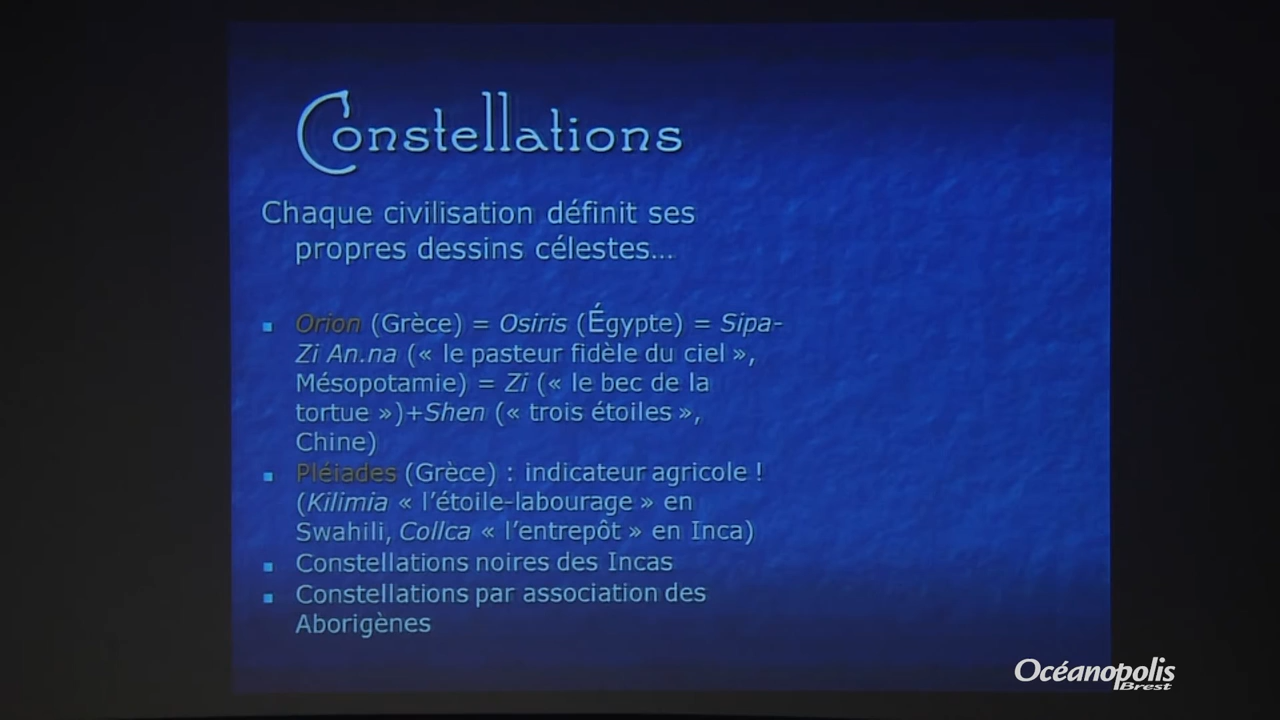 Constellations
Chaque civilisation définit ses
propres dessins célestes...
Orion (Grèce) = Osiris (Égypte) = Sipa-
Zi An.na (« le pasteur fidèle du ciel »,
Mésopotamie) = Zi (« le bec de la
tortue »)+Shen (« trois étoiles »,
Chine)
Pléiades (Grèce) : indicateur agricole !
(Kilimia « l'étoile-labourage » en
Swahili, Collca « l'entrepôt » en Inca)
Constellations noires des Incas
Constellations par association des
Aborigènes
Océanopolis
Brest